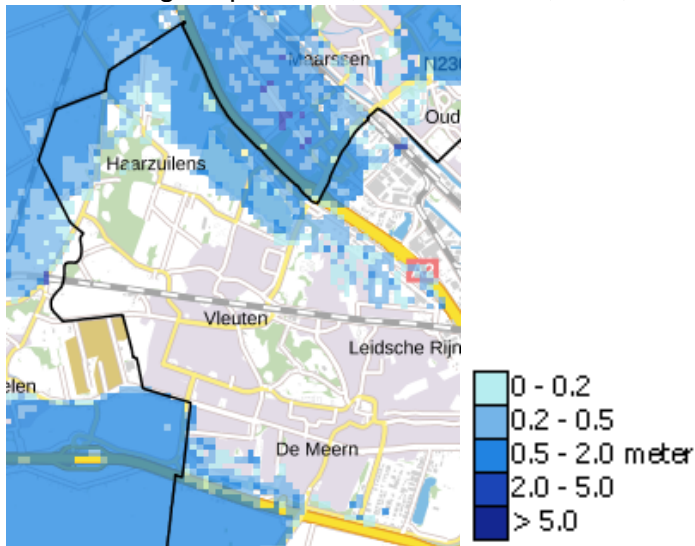 Maarssen
N230
Oud
Haarzuilens
Vleuten
Leidsche Rijn
elen
De Meern
0 - 0.2
0.2 - 0.5
0.5 - 2.0 meter
2.0 - 5.0
> 5.0